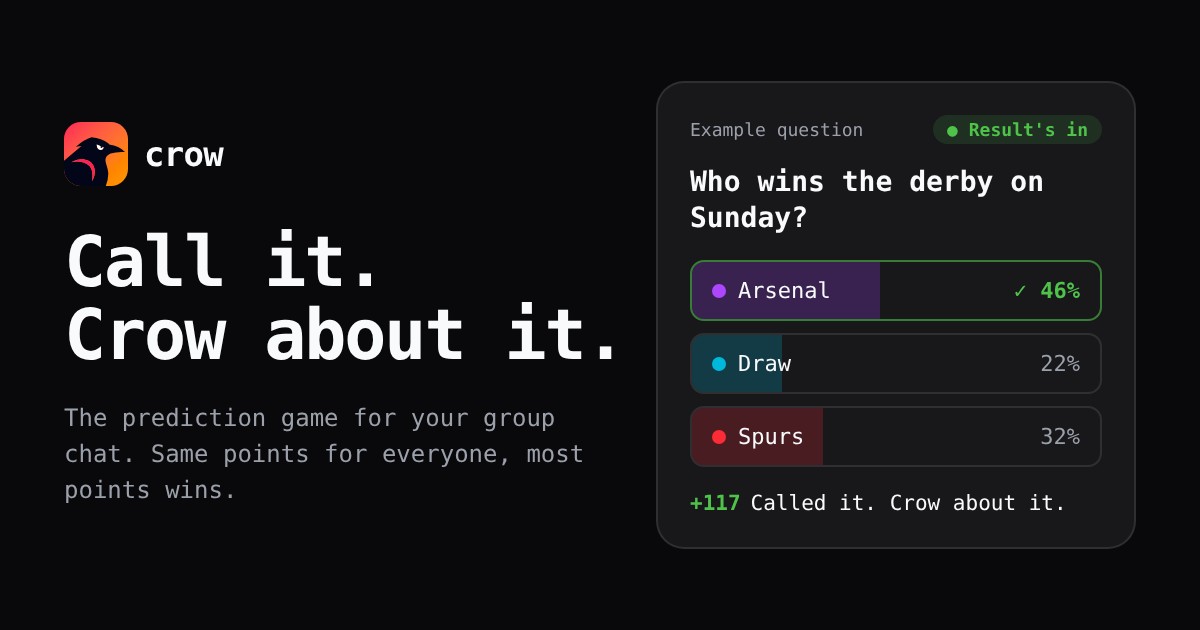 crow
Call it.
Crow about it.
The prediction game for your group
chat. Same points for everyone, most
points wins.
Example question
● Result's in
Who wins the derby on
Sunday?
Arsenal ✓ 46%
Draw 22%
Spurs 32%
+117 Called it. Crow about it.